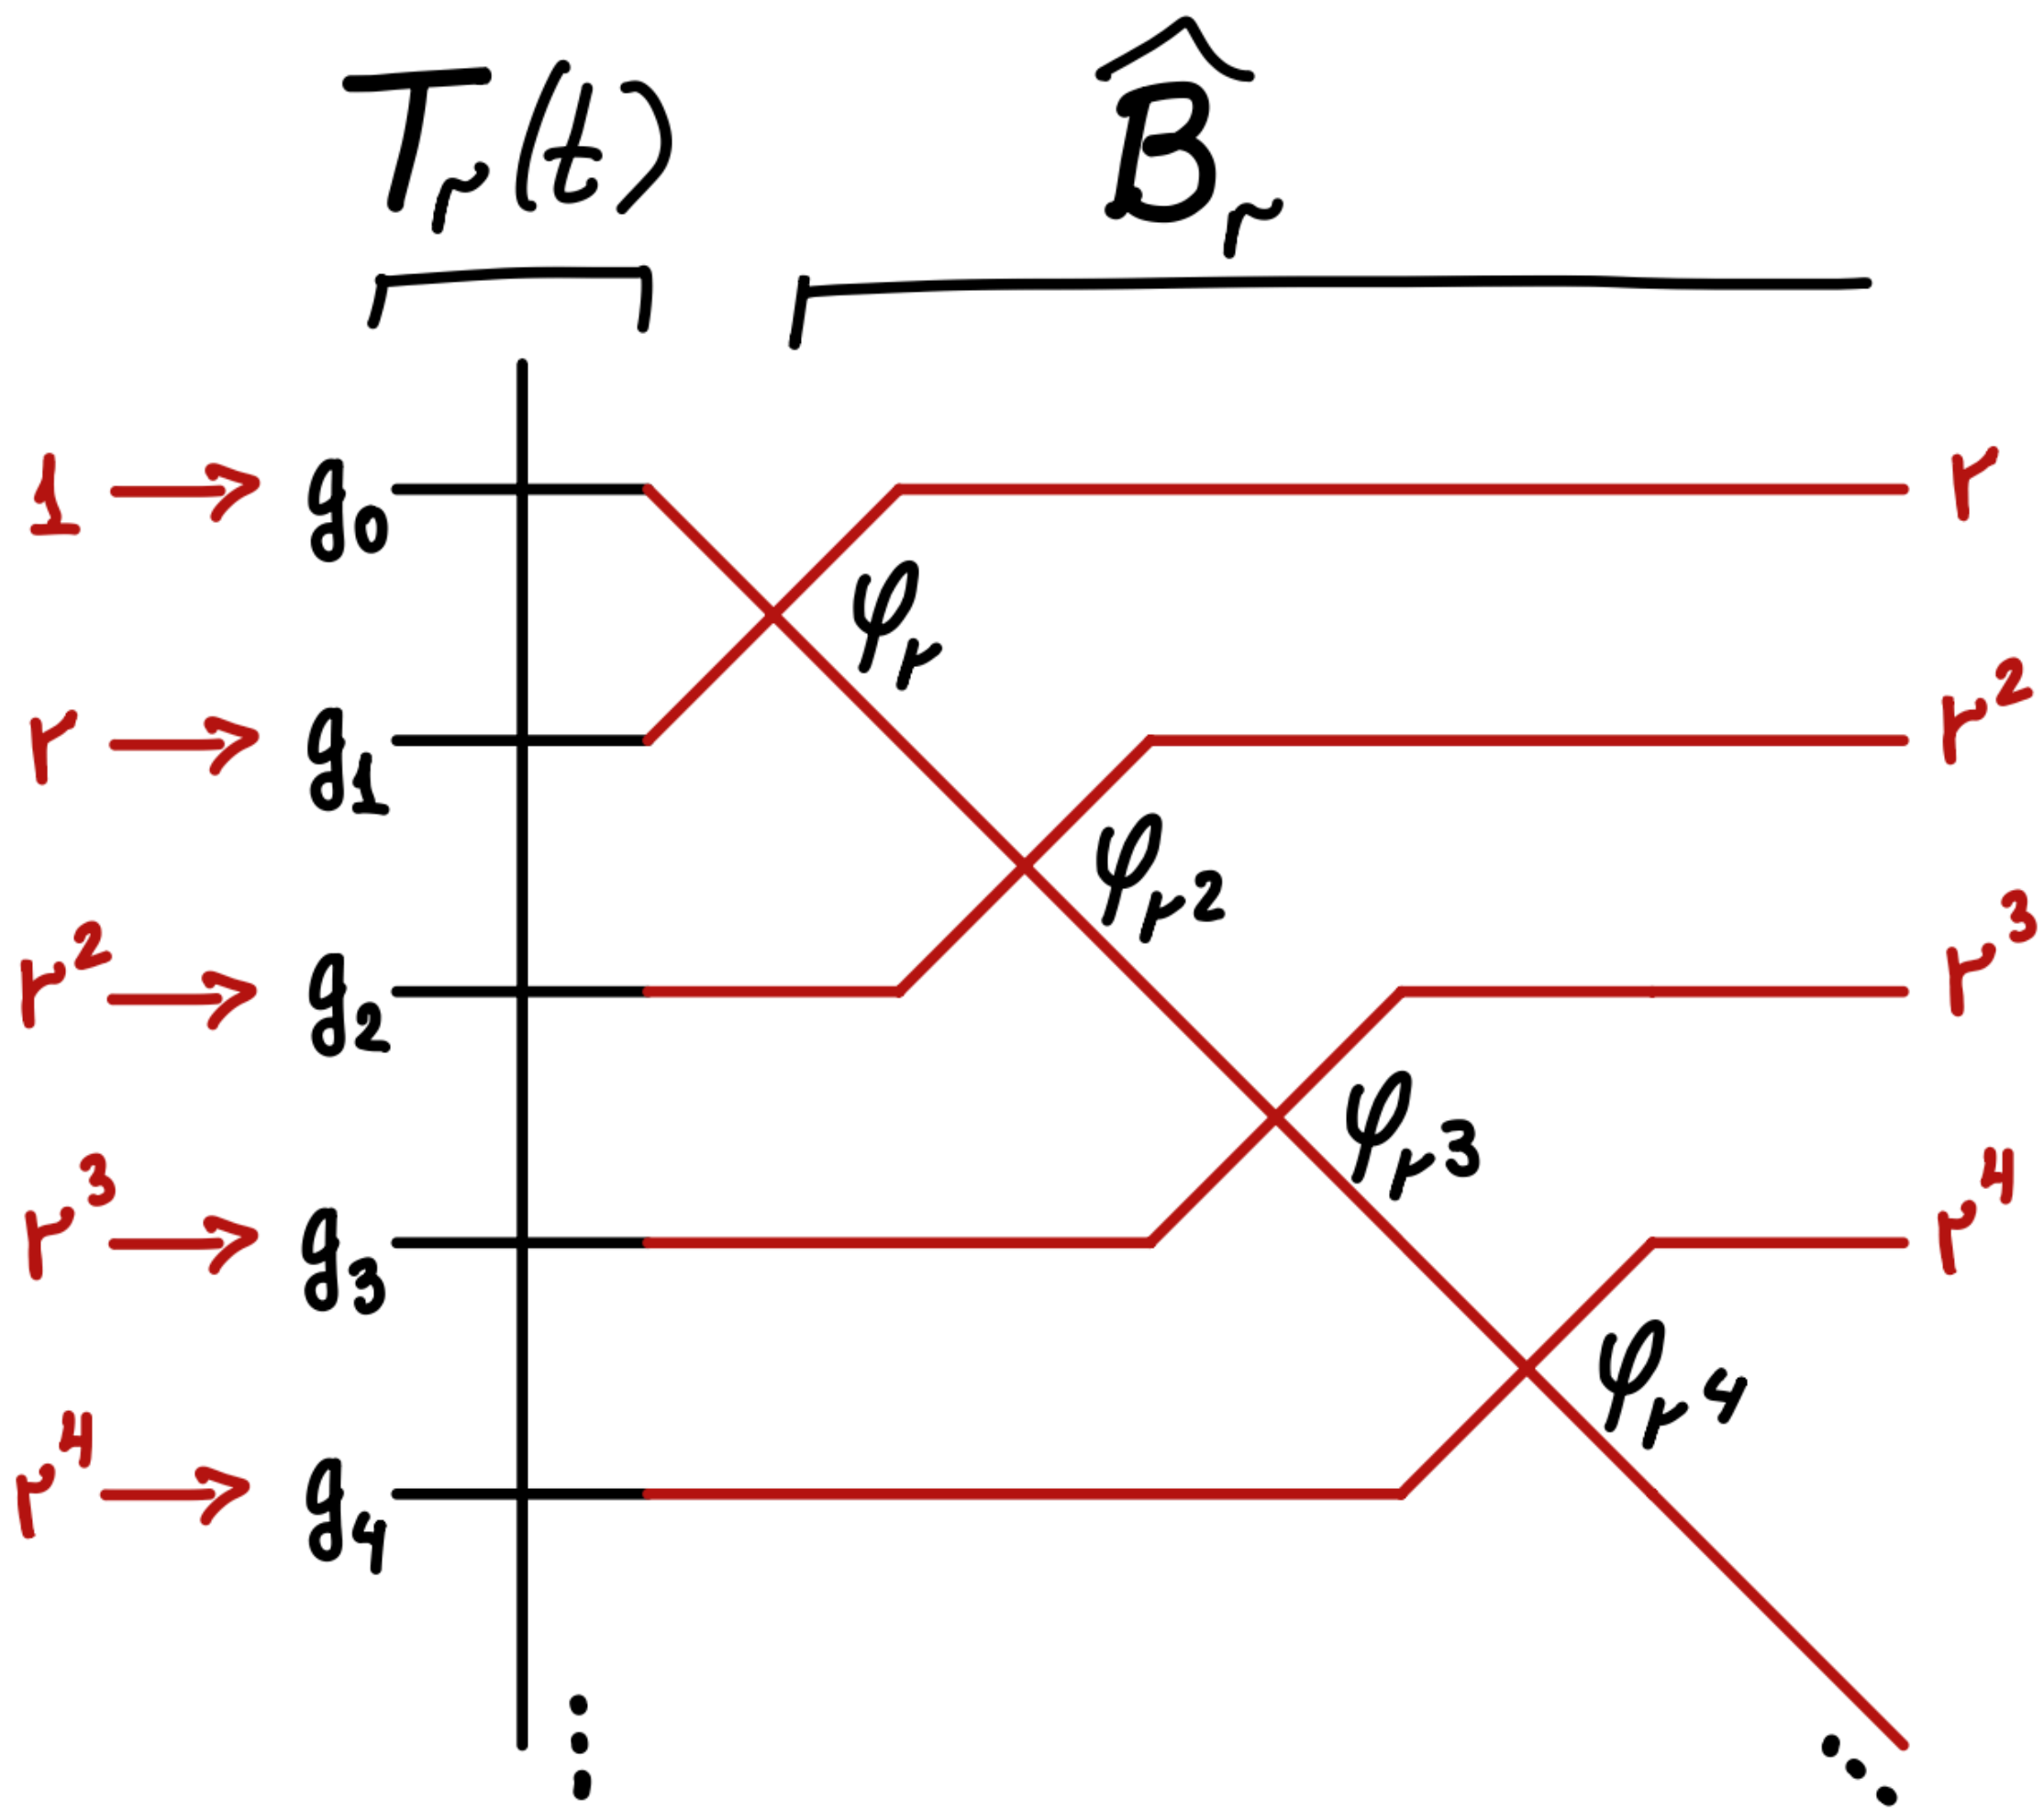 T_r(t) \widehat{B}_r
1 → g_0 r
φ_r
r → g_1 r^2
φ_{r^2}
r^2 → g_2 r^3
φ_{r^3}
r^3 → g_3 r^4
φ_{r^4}
r^4 → g_4